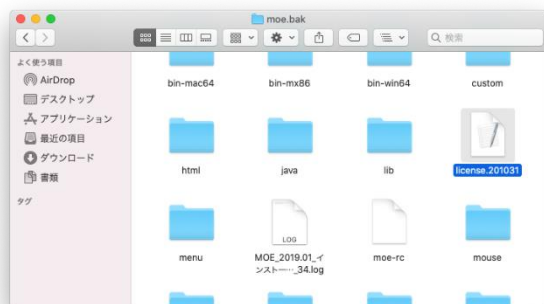 moe.bak
検索
よく使う項目
AirDrop
デスクトップ
アプリケーション
最近の項目
ダウンロード
書類
タグ
bin-mac64
bin-mx86
bin-win64
custom
html
java
lib
license.201031
LOG
menu
MOE_2019.01_イ
ンストー…_34.log
moe-rc
mouse